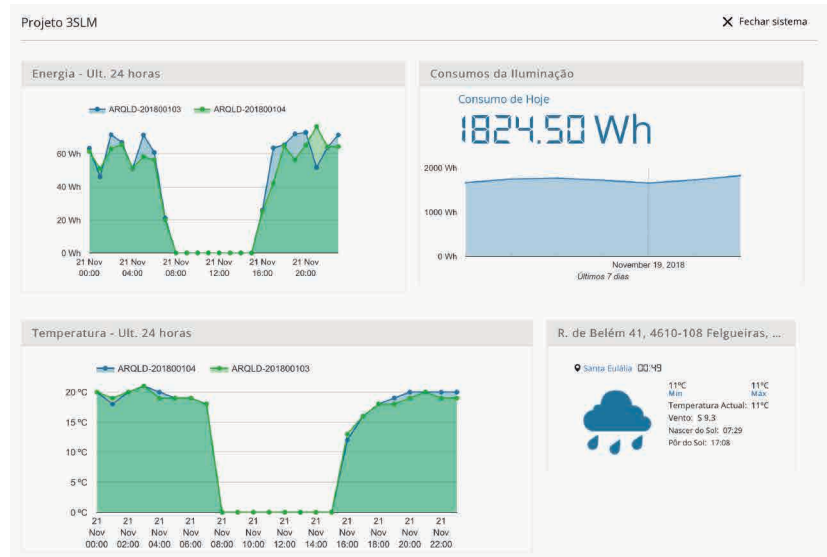 Projeto 3SLM
Fechar sistema
Energia - Ult. 24 horas
ARQLD-201800103 ARQLD-201800104
60 Wh
40 Wh
20 Wh
0 Wh
21 Nov 21 Nov 21 Nov 21 Nov 21 Nov 21 Nov
00:00 04:00 08:00 12:00 16:00 20:00
Consumos da Iluminação
Consumo de Hoje
1824.50 Wh
2000 Wh
1000 Wh
0 Wh
November 19, 2018
Últimos 7 dias
Temperatura - Ult. 24 horas
ARQLD-201800104 ARQLD-201800103
20 ºC
15 ºC
10 ºC
5 ºC
0 ºC
21 21 21 21 21 21 21 21 21 21 21 21
Nov Nov Nov Nov Nov Nov Nov Nov Nov Nov Nov Nov
00:00 02:00 04:00 06:00 08:00 10:00 12:00 14:00 16:00 18:00 20:00 22:00
R. de Belém 41, 4610-108 Felgueiras, ...
Santa Eulália 00:49
11ºC 11ºC
Min Máx
Temperatura Actual: 11ºC
Vento: S 9.3
Nascer do Sol: 07:29
Pôr do Sol: 17:08